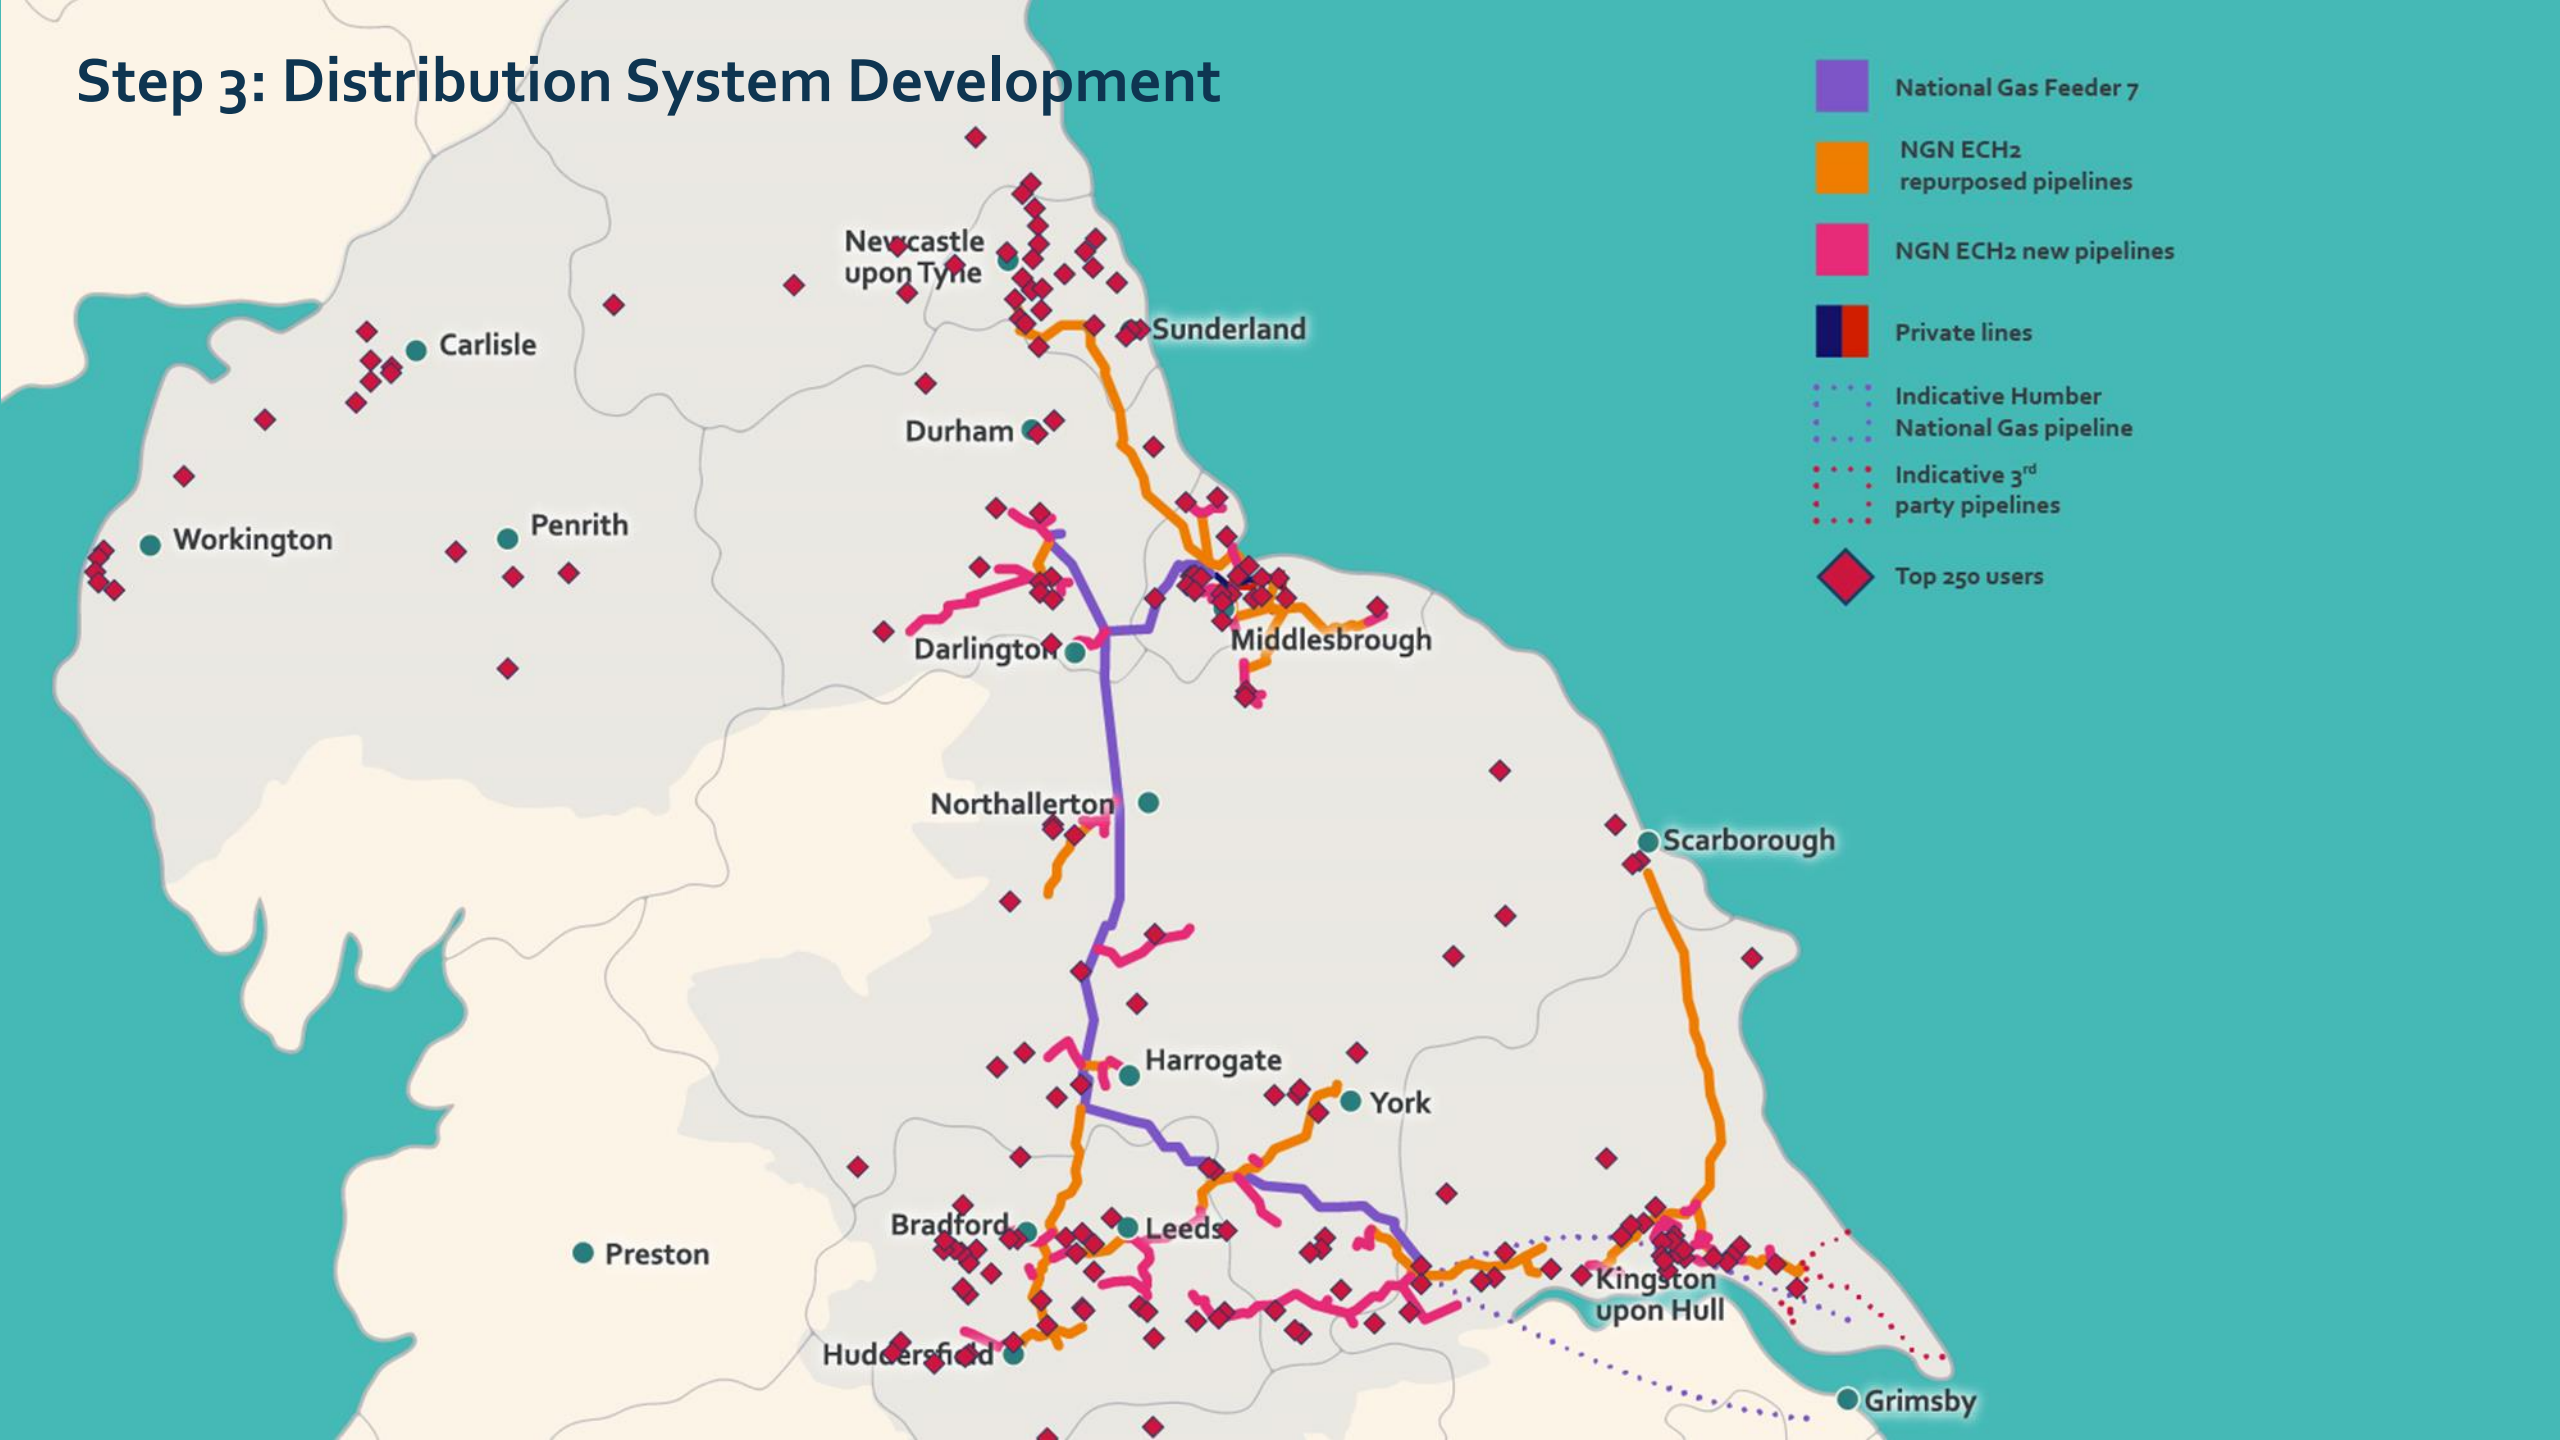 Step 3: Distribution System Development
National Gas Feeder 7
NGN ECH2
repurposed pipelines
NGN ECH2 new pipelines
Private lines
Indicative Humber
National Gas pipeline
Indicative 3rd
party pipelines
Top 250 users
Newcastle
upon Tyne
Sunderland
Carlisle
Durham
Penrith
Workington
Middlesbrough
Darlington
Northallerton
Scarborough
Harrogate
York
Bradford
Leeds
Preston
Kingston
upon Hull
Huddersfield
Grimsby